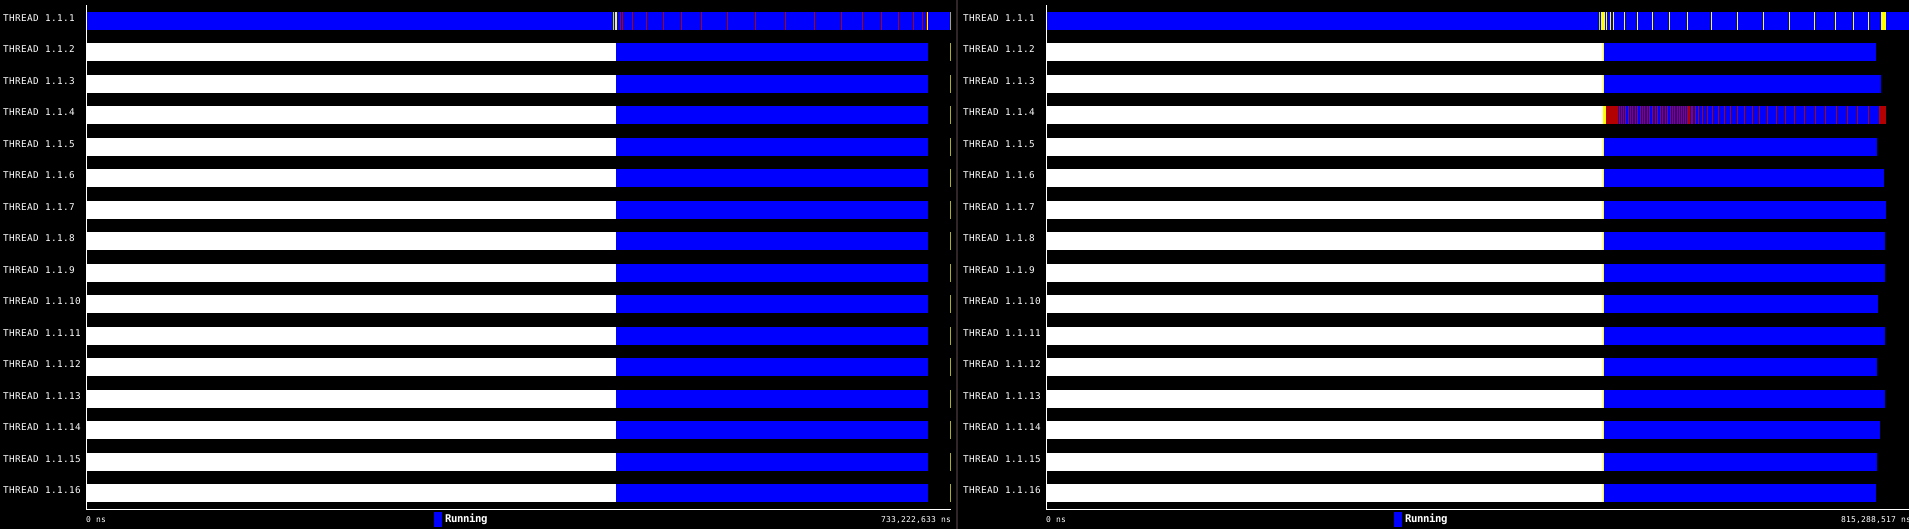 THREAD 1.1.1
THREAD 1.1.2
THREAD 1.1.3
THREAD 1.1.4
THREAD 1.1.5
THREAD 1.1.6
THREAD 1.1.7
THREAD 1.1.8
THREAD 1.1.9
THREAD 1.1.10
THREAD 1.1.11
THREAD 1.1.12
THREAD 1.1.13
THREAD 1.1.14
THREAD 1.1.15
THREAD 1.1.16
0 ns
Running
733,222,633 ns
THREAD 1.1.1
THREAD 1.1.2
THREAD 1.1.3
THREAD 1.1.4
THREAD 1.1.5
THREAD 1.1.6
THREAD 1.1.7
THREAD 1.1.8
THREAD 1.1.9
THREAD 1.1.10
THREAD 1.1.11
THREAD 1.1.12
THREAD 1.1.13
THREAD 1.1.14
THREAD 1.1.15
THREAD 1.1.16
0 ns
Running
815,288,517 ns